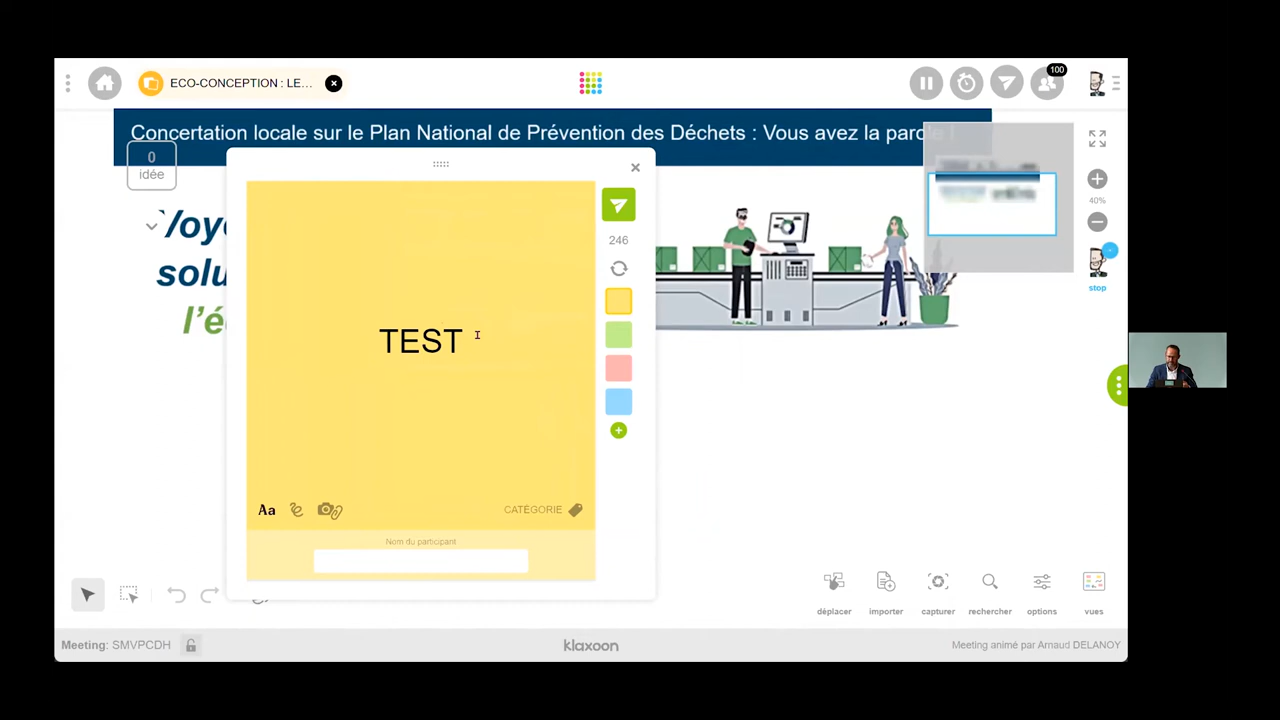 ECO-CONCEPTION : LE...
100
Concertation locale sur le Plan National de Prévention des Déchets : Vous avez la parole !
0
idée
40%
246
stop
solu
l'é
TEST
Aa
CATÉGORIE
Nom du participant
déplacer
importer
capturer
rechercher
options
vues
Meeting: SMVPCDH
klaxoon
Meeting animé par Arnaud DELANOY